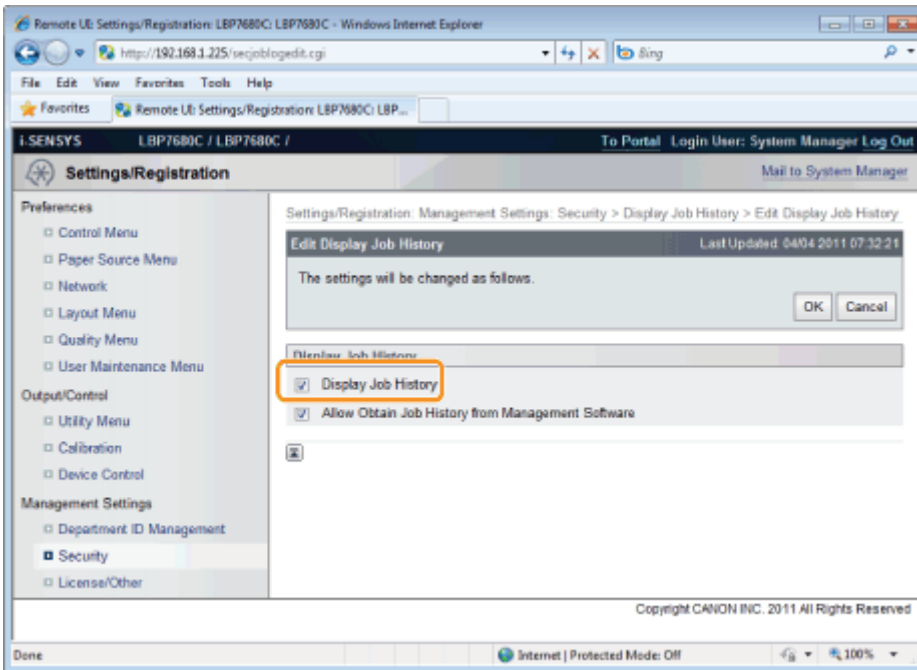 Remote UI: Settings/Registration: LBP7680C: LBP7680C - Windows Internet Explorer
http://192.168.1.225/secjoblogedit.cgi
Bing
File Edit View Favorites Tools Help
Favorites
Remote UI: Settings/Registration: LBP7680C: LBP...
i-SENSYS LBP7680C / LBP7680C /
To Portal Login User: System Manager Log Out
Settings/Registration
Mail to System Manager
Preferences
Control Menu
Paper Source Menu
Network
Layout Menu
Quality Menu
User Maintenance Menu
Output/Control
Utility Menu
Calibration
Device Control
Management Settings
Department ID Management
Security
License/Other
Settings/Registration: Management Settings: Security > Display Job History > Edit Display Job History
Edit Display Job History
Last Updated: 04/04 2011 07:32:21
The settings will be changed as follows.
OK Cancel
Display Job History
Display Job History
Allow Obtain Job History from Management Software
Copyright CANON INC. 2011 All Rights Reserved
Done
Internet | Protected Mode: Off
100%